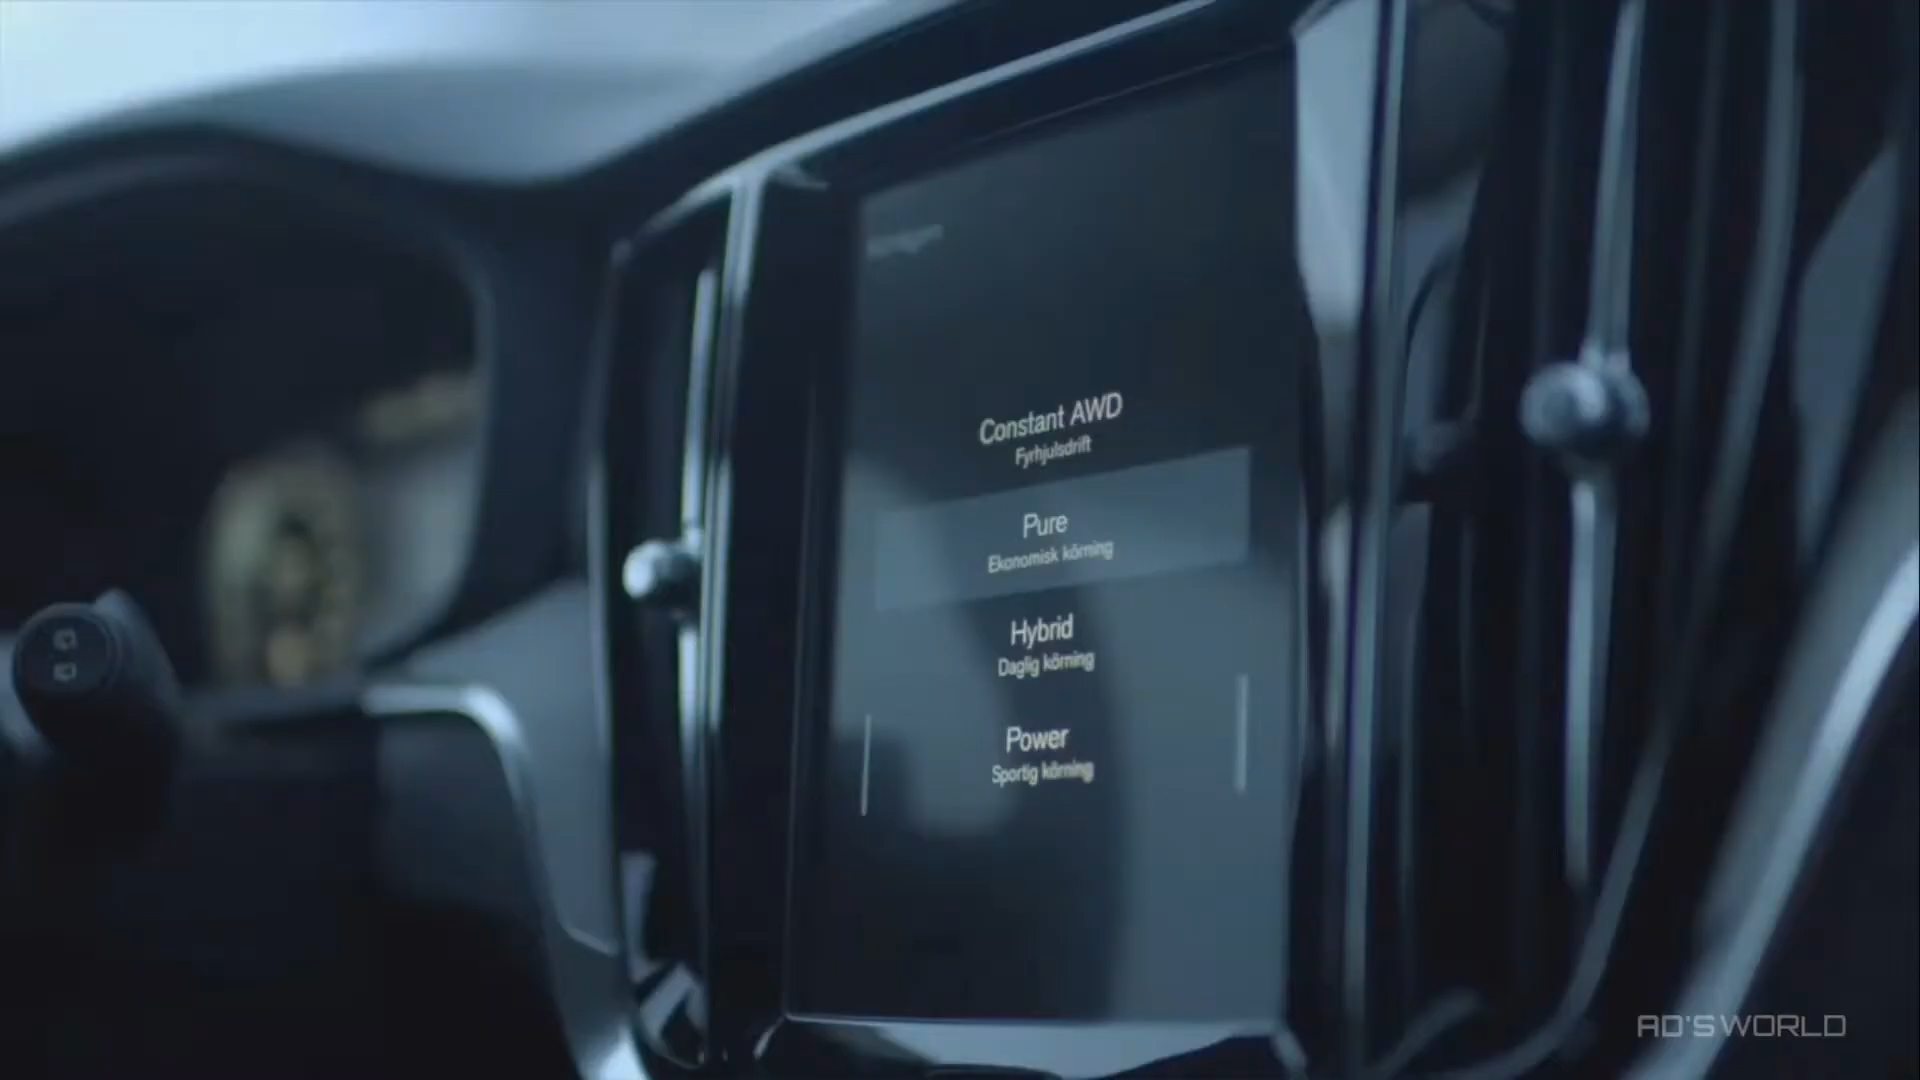 Constant AWD
Fyrhjulsdrift
Pure
Ekonomisk körning
Hybrid
Daglig körning
Power
Sportig körning
AD'S WORLD